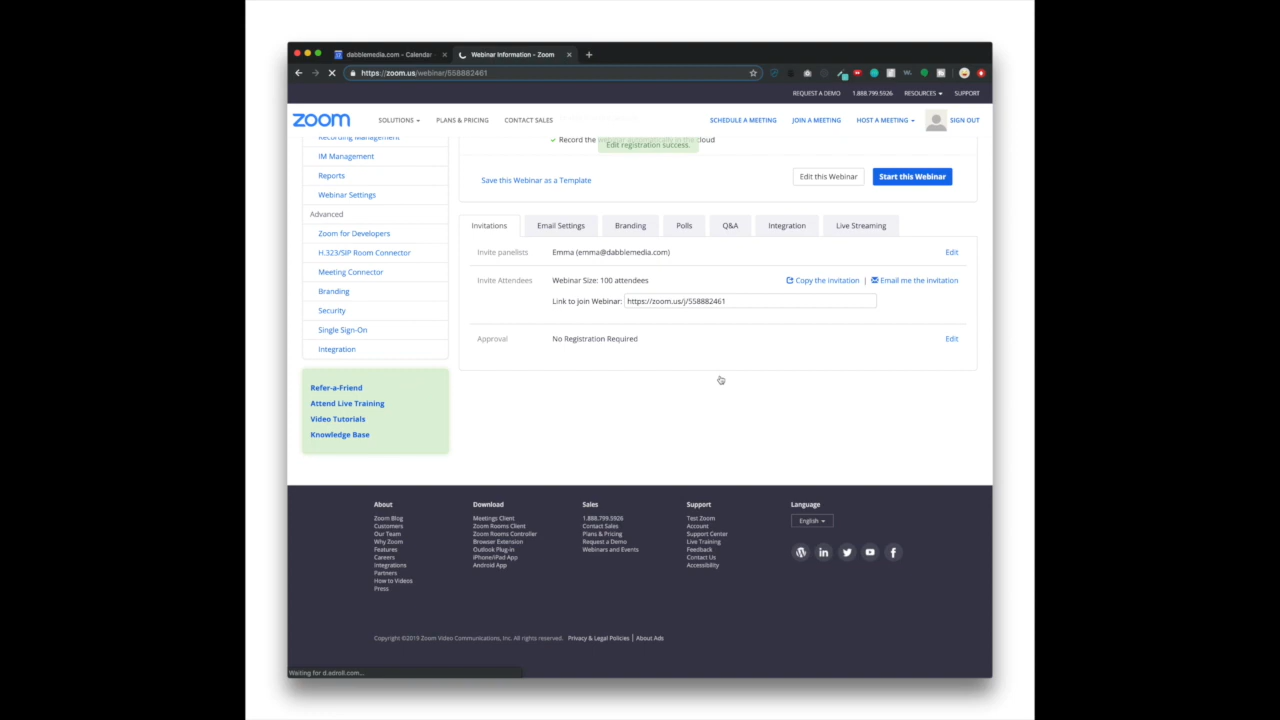 dabblemedia.com - Calendar
Webinar Information - Zoom
https://zoom.us/webinar/558882461
REQUEST A DEMO 1.888.799.5926 RESOURCES SUPPORT
zoom SOLUTIONS PLANS & PRICING CONTACT SALES SCHEDULE A MEETING JOIN A MEETING HOST A MEETING SIGN OUT
Recording Management
IM Management
Reports
Webinar Settings
Advanced
Zoom for Developers
H.323/SIP Room Connector
Meeting Connector
Branding
Security
Single Sign-On
Integration
Refer-a-Friend
Attend Live Training
Video Tutorials
Knowledge Base
Record the cloud
Edit registration success.
Save this Webinar as a Template
Edit this Webinar
Start this Webinar
Invitations Email Settings Branding Polls Q&A Integration Live Streaming
Invite panelists Emma (emma@dabblemedia.com) Edit
Invite Attendees Webinar Size: 100 attendees Copy the invitation | Email me the invitation
Link to join Webinar: https://zoom.us/j/558882461
Approval No Registration Required Edit
About
Zoom Blog
Customers
Our Team
Why Zoom
Features
Careers
Integrations
Partners
How to Videos
Press
Download
Meetings Client
Zoom Rooms Client
Zoom Rooms Controller
Browser Extension
Outlook Plug-in
iPhone/iPad App
Android App
Sales
1.888.799.5926
Contact Sales
Plans & Pricing
Request a Demo
Webinars and Events
Support
Test Zoom
Account
Support Center
Live Training
Feedback
Contact Us
Accessibility
Language
English
Copyright ©2019 Zoom Video Communications, Inc. All rights reserved. Privacy & Legal Policies | About Ads
Waiting for d.adroll.com...